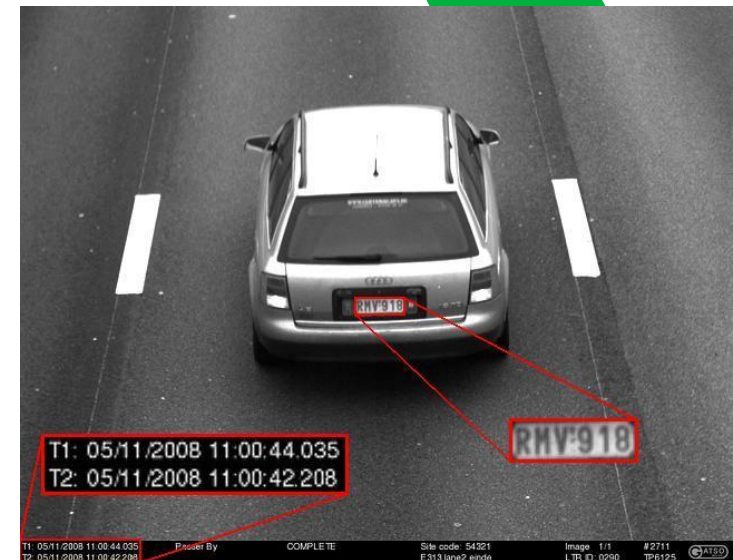 RMV 918
RMV 918
T1: 05/11/2008 11:00:44.035
T2: 05/11/2008 11:00:42.208
T1: 05/11/2008 11:00:44.035 Passer By COMPLETE Site code: 54321 Image 1/1 #2711
T2: 05/11/2008 11:00:42.208 E313 lane2 einde LTR ID: 0290 TP6125
GATSO